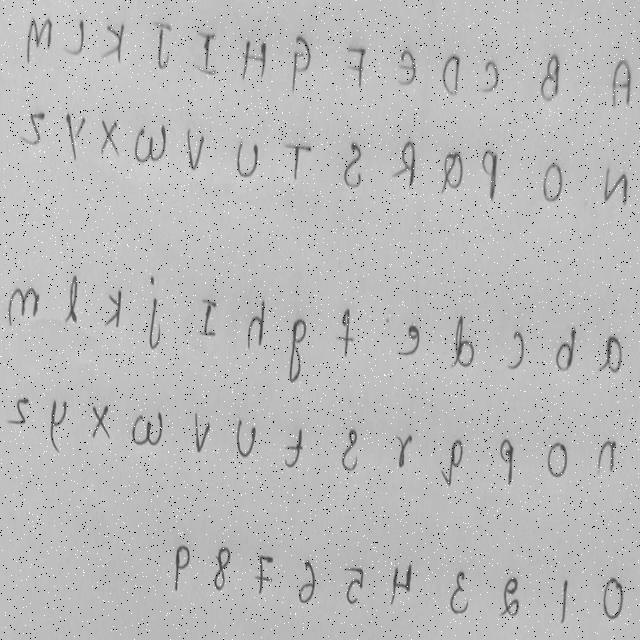 A B C D E F G H I J K L M
N O P Q R S T U V W X Y Z
a b c d e f g h I j k l m
n o p q r s t u v w x y z
0 1 2 3 4 5 6 7 8 9